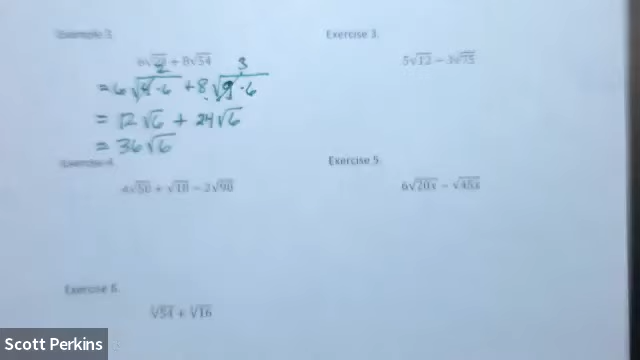 Example 3.
6√24 + 8√54
= 6 √4·6 + 8 √9·6
= 12 √6 + 24 √6
= 36 √6
Exercise 3.
5√12 − 3√75
Example 4.
4√50 + √18 − 2√98
Exercise 5.
6√20x − √45x
Exercise 6.
∛54 + ∛16
Scott Perkins